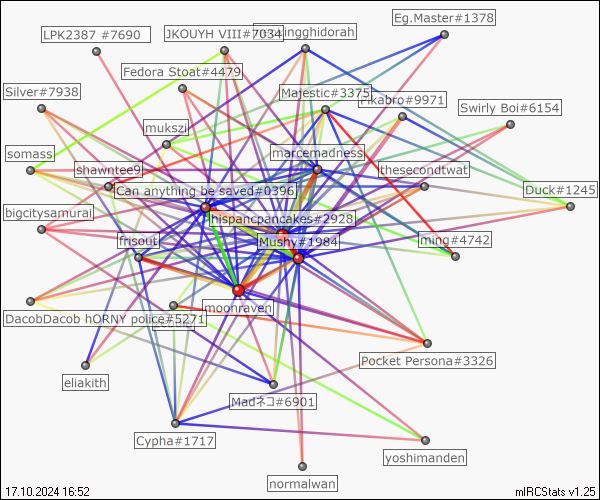 Eg.Master#1378
LPK2387 #7690
JKOUYH VIII#7034
ingghidorah
Fedora Stoat#4479
Silver#7938
Majestic#3375
Pikabro#9971
Swirly Boi#6154
mukszi
somass
marcemadness
shawntee9
thesecondtwat
Can anything be saved#0396
Duck#1245
bigcitysamurai
hispancpancakes#2928
frisout
Mushy#1984
ming#4742
moonraven
DacobDacob hORNY police#5271
Pocket Persona#3326
eliakith
Madネコ#6901
Cypha#1717
yoshimanden
normalwan
17.10.2024 16:52
mIRCStats v1.25